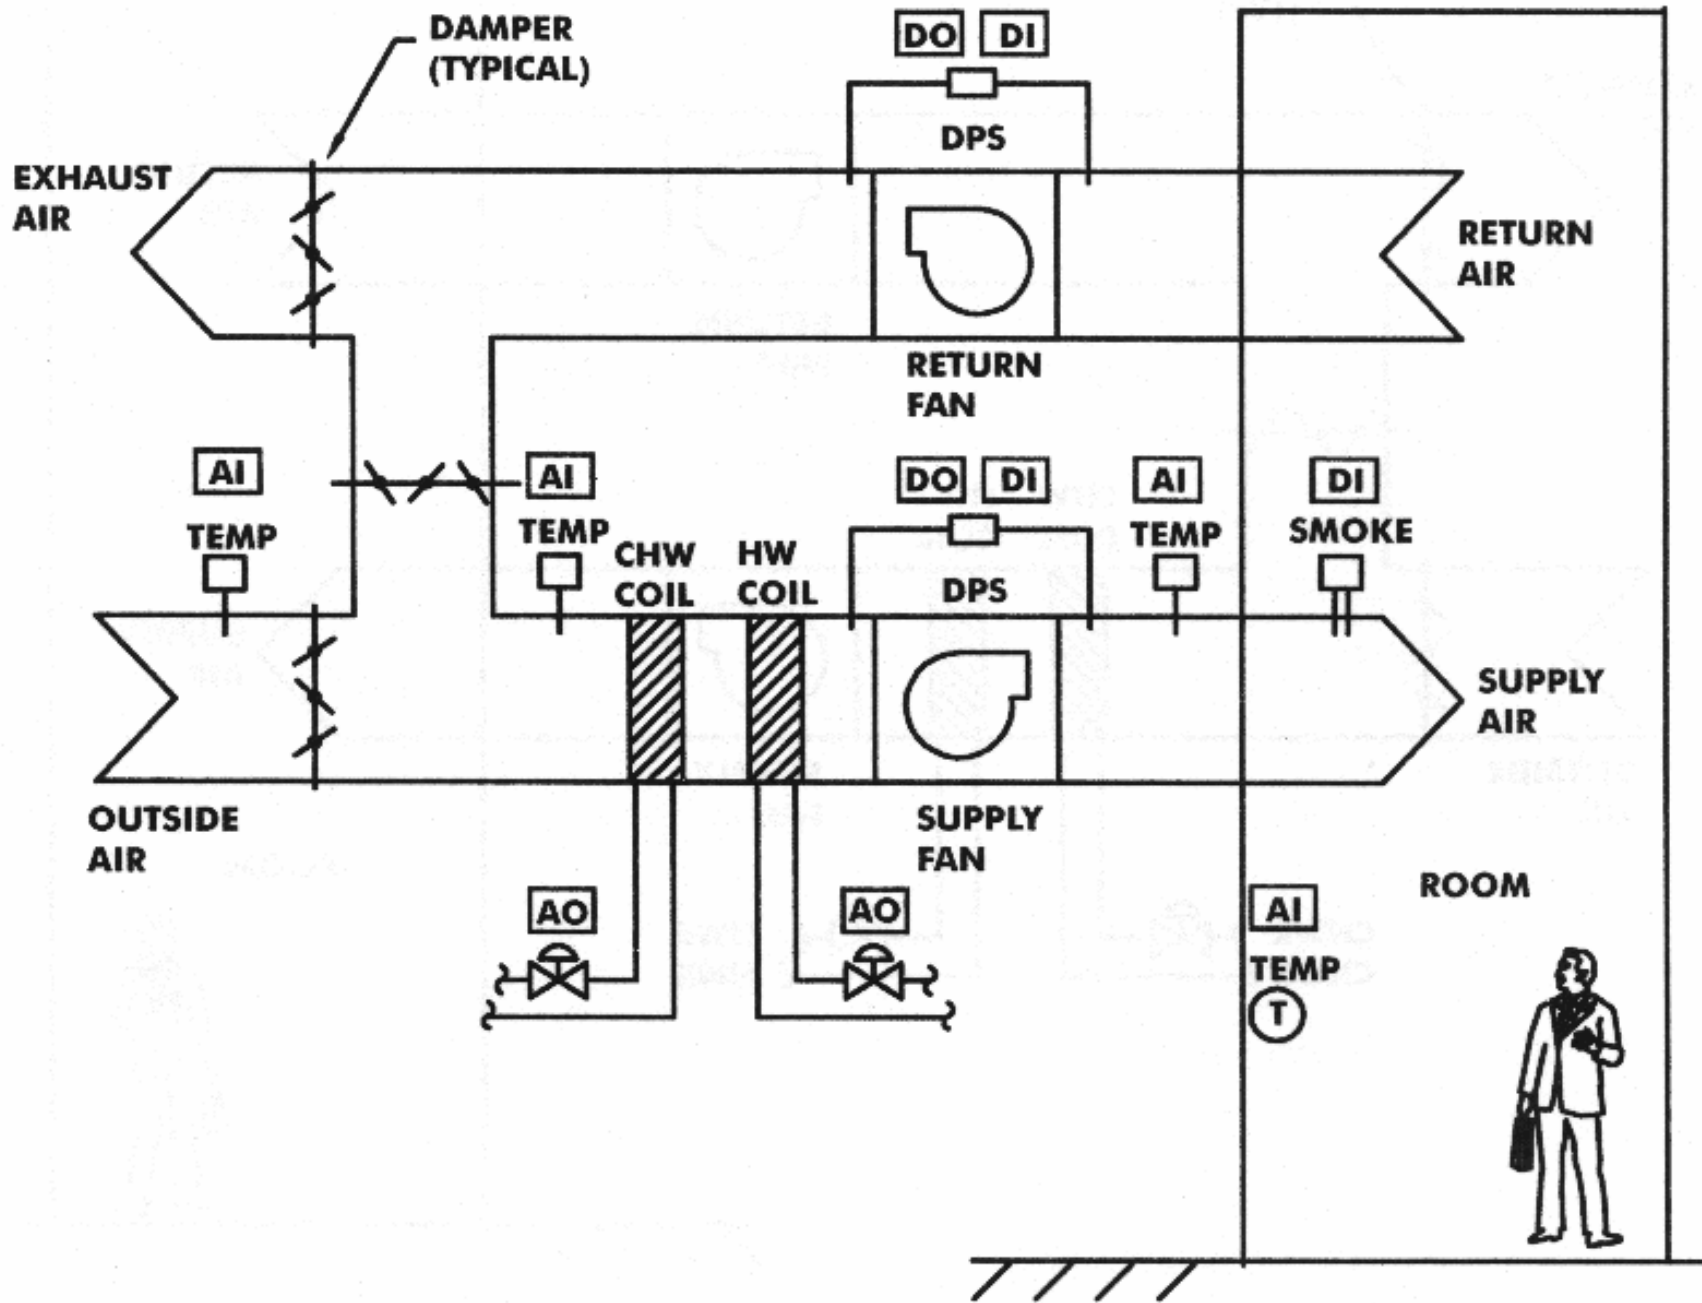 DAMPER
(TYPICAL)
DO DI
DPS
EXHAUST
AIR
RETURN
AIR
RETURN
FAN
AI
TEMP
AI
TEMP
CHW
COIL
HW
COIL
DO DI
DPS
AI
TEMP
DI
SMOKE
SUPPLY
AIR
OUTSIDE
AIR
SUPPLY
FAN
AO
AO
ROOM
AI
TEMP
T